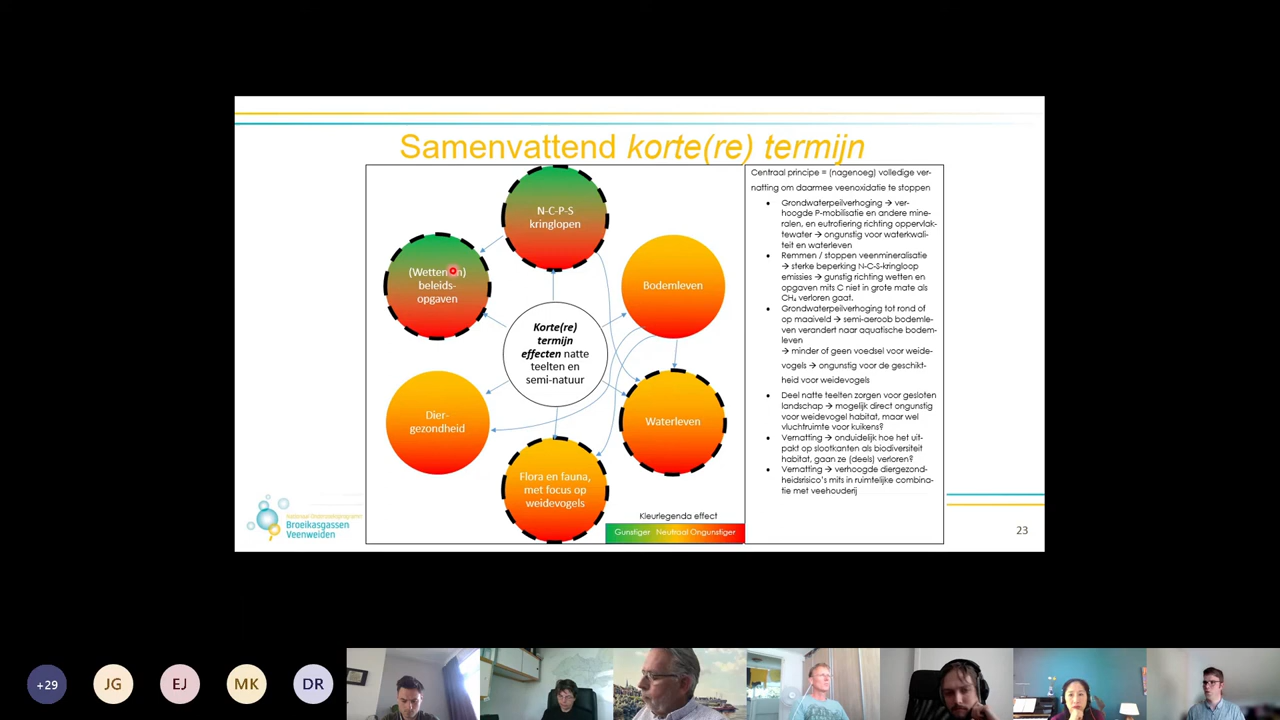 Samenvattend korte(re) termijn
N-C-P-S
kringlopen
(Wetten en)
beleids-
opgaven
Bodemleven
Korte(re)
termijn
effecten natte
teelten en
semi-natuur
Dier-
gezondheid
Waterleven
Flora en fauna,
met focus op
weidevogels
Kleurlegenda effect
Gunstiger Neutraal Ongunstiger
Centraal principe = (nagenoeg) volledige ver-
natting om daarmee veenoxidatie te stoppen
• Grondwaterpeilverhoging → ver-
hoogde P-mobilisatie en andere mine-
ralen, en eutrofiering richting oppervlak-
tewater → ongunstig voor waterkwali-
teit en waterleven
• Remmen / stoppen veenmineralisatie
→ sterke beperking N-C-S-kringloop
emissies → gunstig richting wetten en
opgaven mits C niet in grote mate als
CH₄ verloren gaat.
• Grondwaterpeilverhoging tot rond of
op maaiveld → semi-aeroob bodemle-
ven verandert naar aquatische bodem-
leven
→ minder of geen voedsel voor weide-
vogels → ongunstig voor de geschikt-
heid voor weidevogels
• Deel natte teelten zorgen voor gesloten
landschap → mogelijk direct ongunstig
voor weidevogel habitat, maar wel
vluchtruimte voor kuikens?
• Vernatting → onduidelijk hoe het uit-
pakt op slootkanten als biodiversiteit
habitat, gaan ze (deels) verloren?
• Vernatting → verhoogde diergezond-
heidsrisico's mits in ruimtelijke combina-
tie met veehouderij
Nationaal Onderzoeksprogramma
Broeikasgassen
Veenweiden
23
+29
JG
EJ
MK
DR